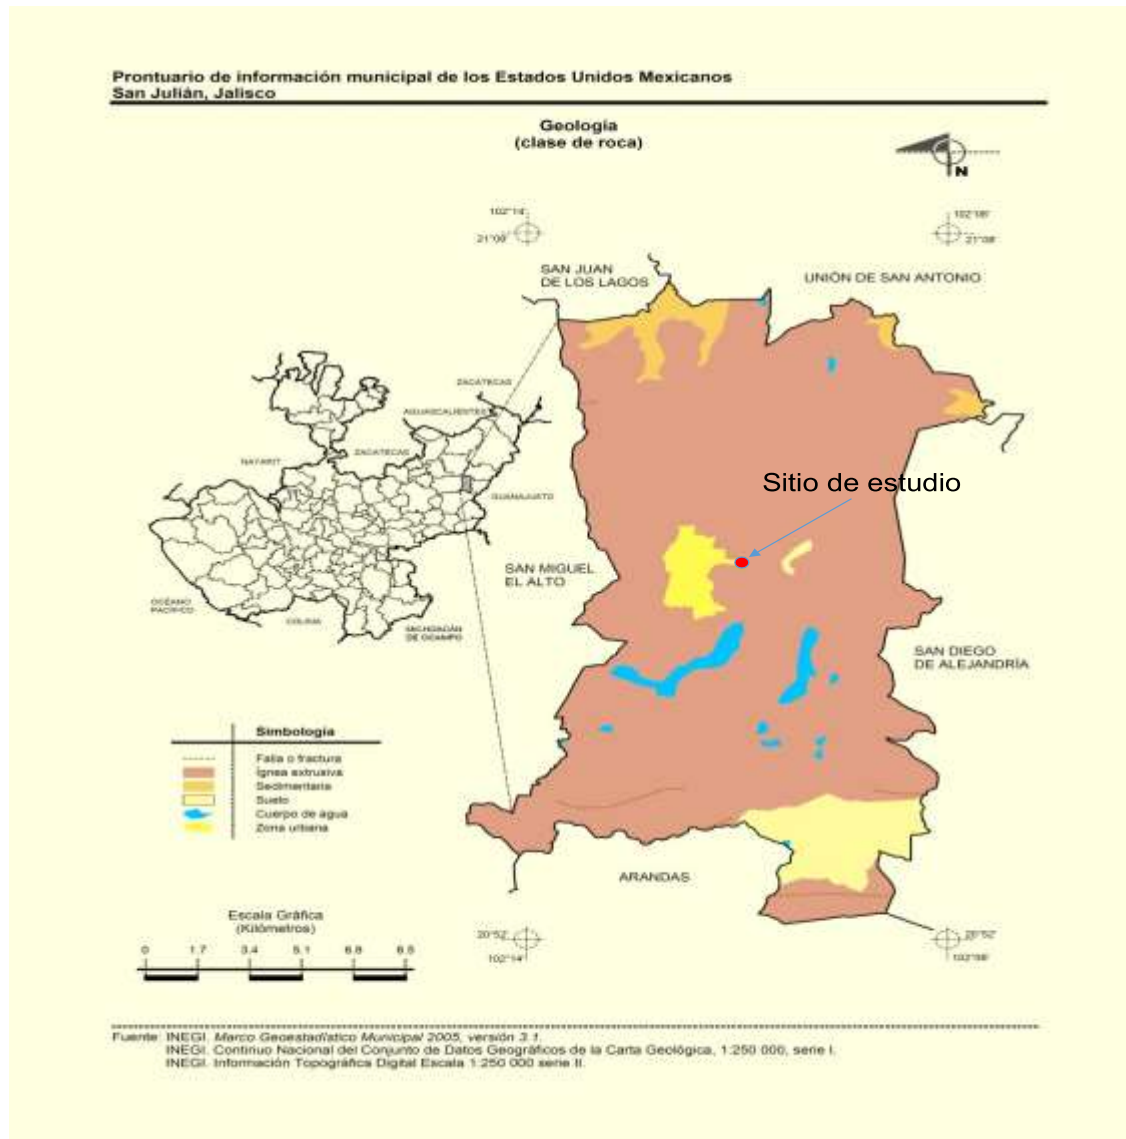 Prontuario de información municipal de los Estados Unidos Mexicanos
San Julián, Jalisco
Geología
(clase de roca)
N
102°14'
21°08'
102°08'
21°08'
SAN JUAN
DE LOS LAGOS
UNIÓN DE SAN ANTONIO
ZACATECAS
AGUASCALIENTES
ZACATECAS
NAYARIT
GUANAJUATO
Sitio de estudio
SAN MIGUEL
EL ALTO
OCÉANO
PACÍFICO
COLIMA
MICHOACÁN
DE OCAMPO
SAN DIEGO
DE ALEJANDRÍA
Simbología
Falla o fractura
Ígnea extrusiva
Sedimentaria
Suelo
Cuerpo de agua
Zona urbana
ARANDAS
Escala Gráfica
(Kilómetros)
0 1.7 3.4 5.1 6.8 8.5
20°52'
102°14'
20°52'
102°08'
Fuente: INEGI. Marco Geoestadístico Municipal 2005, versión 3.1.
INEGI. Continuo Nacional del Conjunto de Datos Geográficos de la Carta Geológica, 1:250 000, serie I.
INEGI. Información Topográfica Digital Escala 1:250 000 serie II.